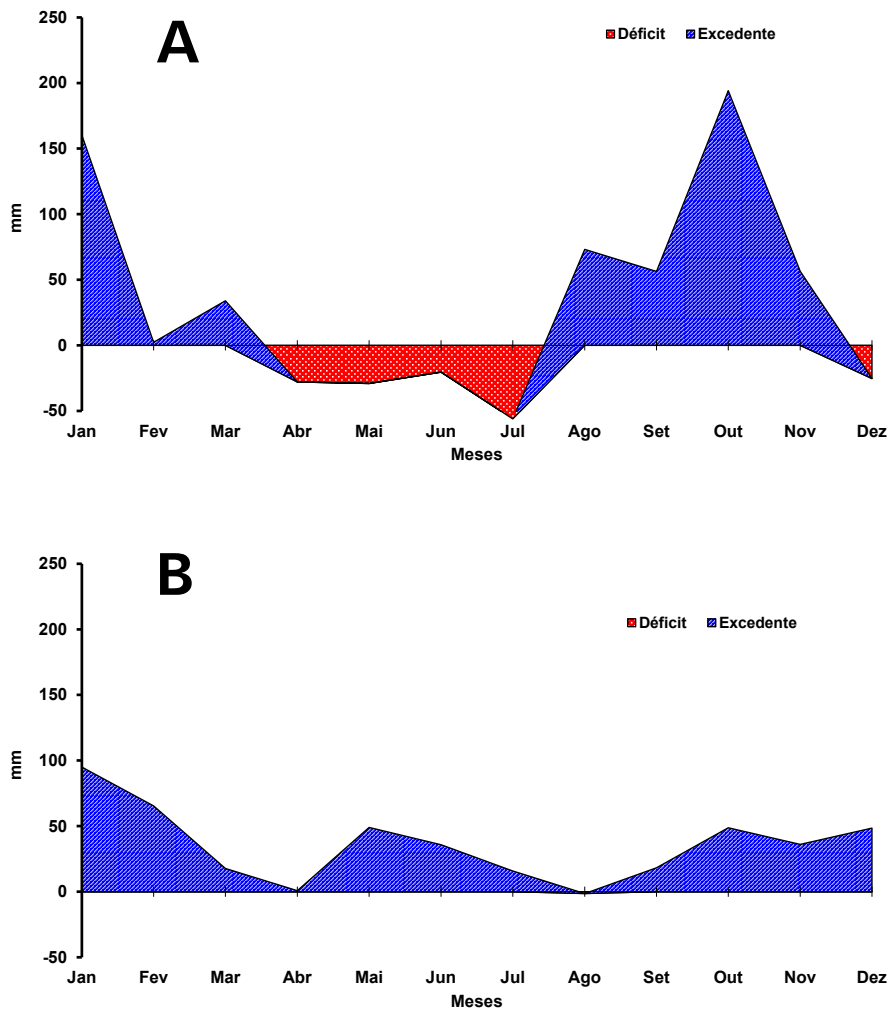 A
Déficit Excedente
250
200
150
100
50
0
-50
mm
Jan Fev Mar Abr Mai Jun Jul Ago Set Out Nov Dez
Meses
B
Déficit Excedente
250
200
150
100
50
0
-50
mm
Jan Fev Mar Abr Mai Jun Jul Ago Set Out Nov Dez
Meses